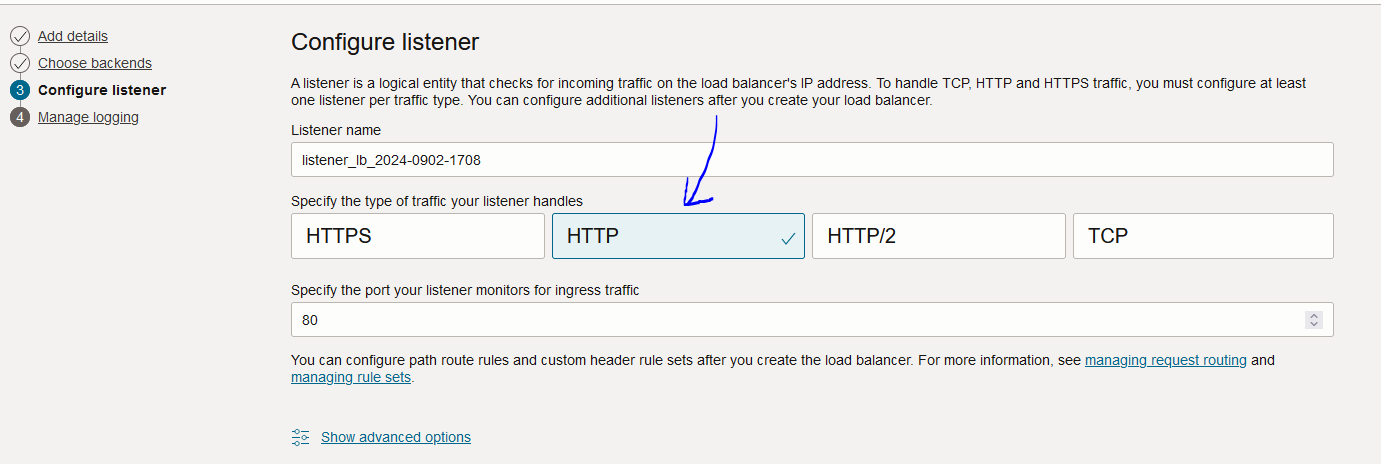 Add details
Choose backends
3 Configure listener
4 Manage logging
Configure listener
A listener is a logical entity that checks for incoming traffic on the load balancer's IP address. To handle TCP, HTTP and HTTPS traffic, you must configure at least
one listener per traffic type. You can configure additional listeners after you create your load balancer.
Listener name
listener_lb_2024-0902-1708
Specify the type of traffic your listener handles
HTTPS HTTP HTTP/2 TCP
Specify the port your listener monitors for ingress traffic
80
You can configure path route rules and custom header rule sets after you create the load balancer. For more information, see managing request routing and
managing rule sets.
Show advanced options